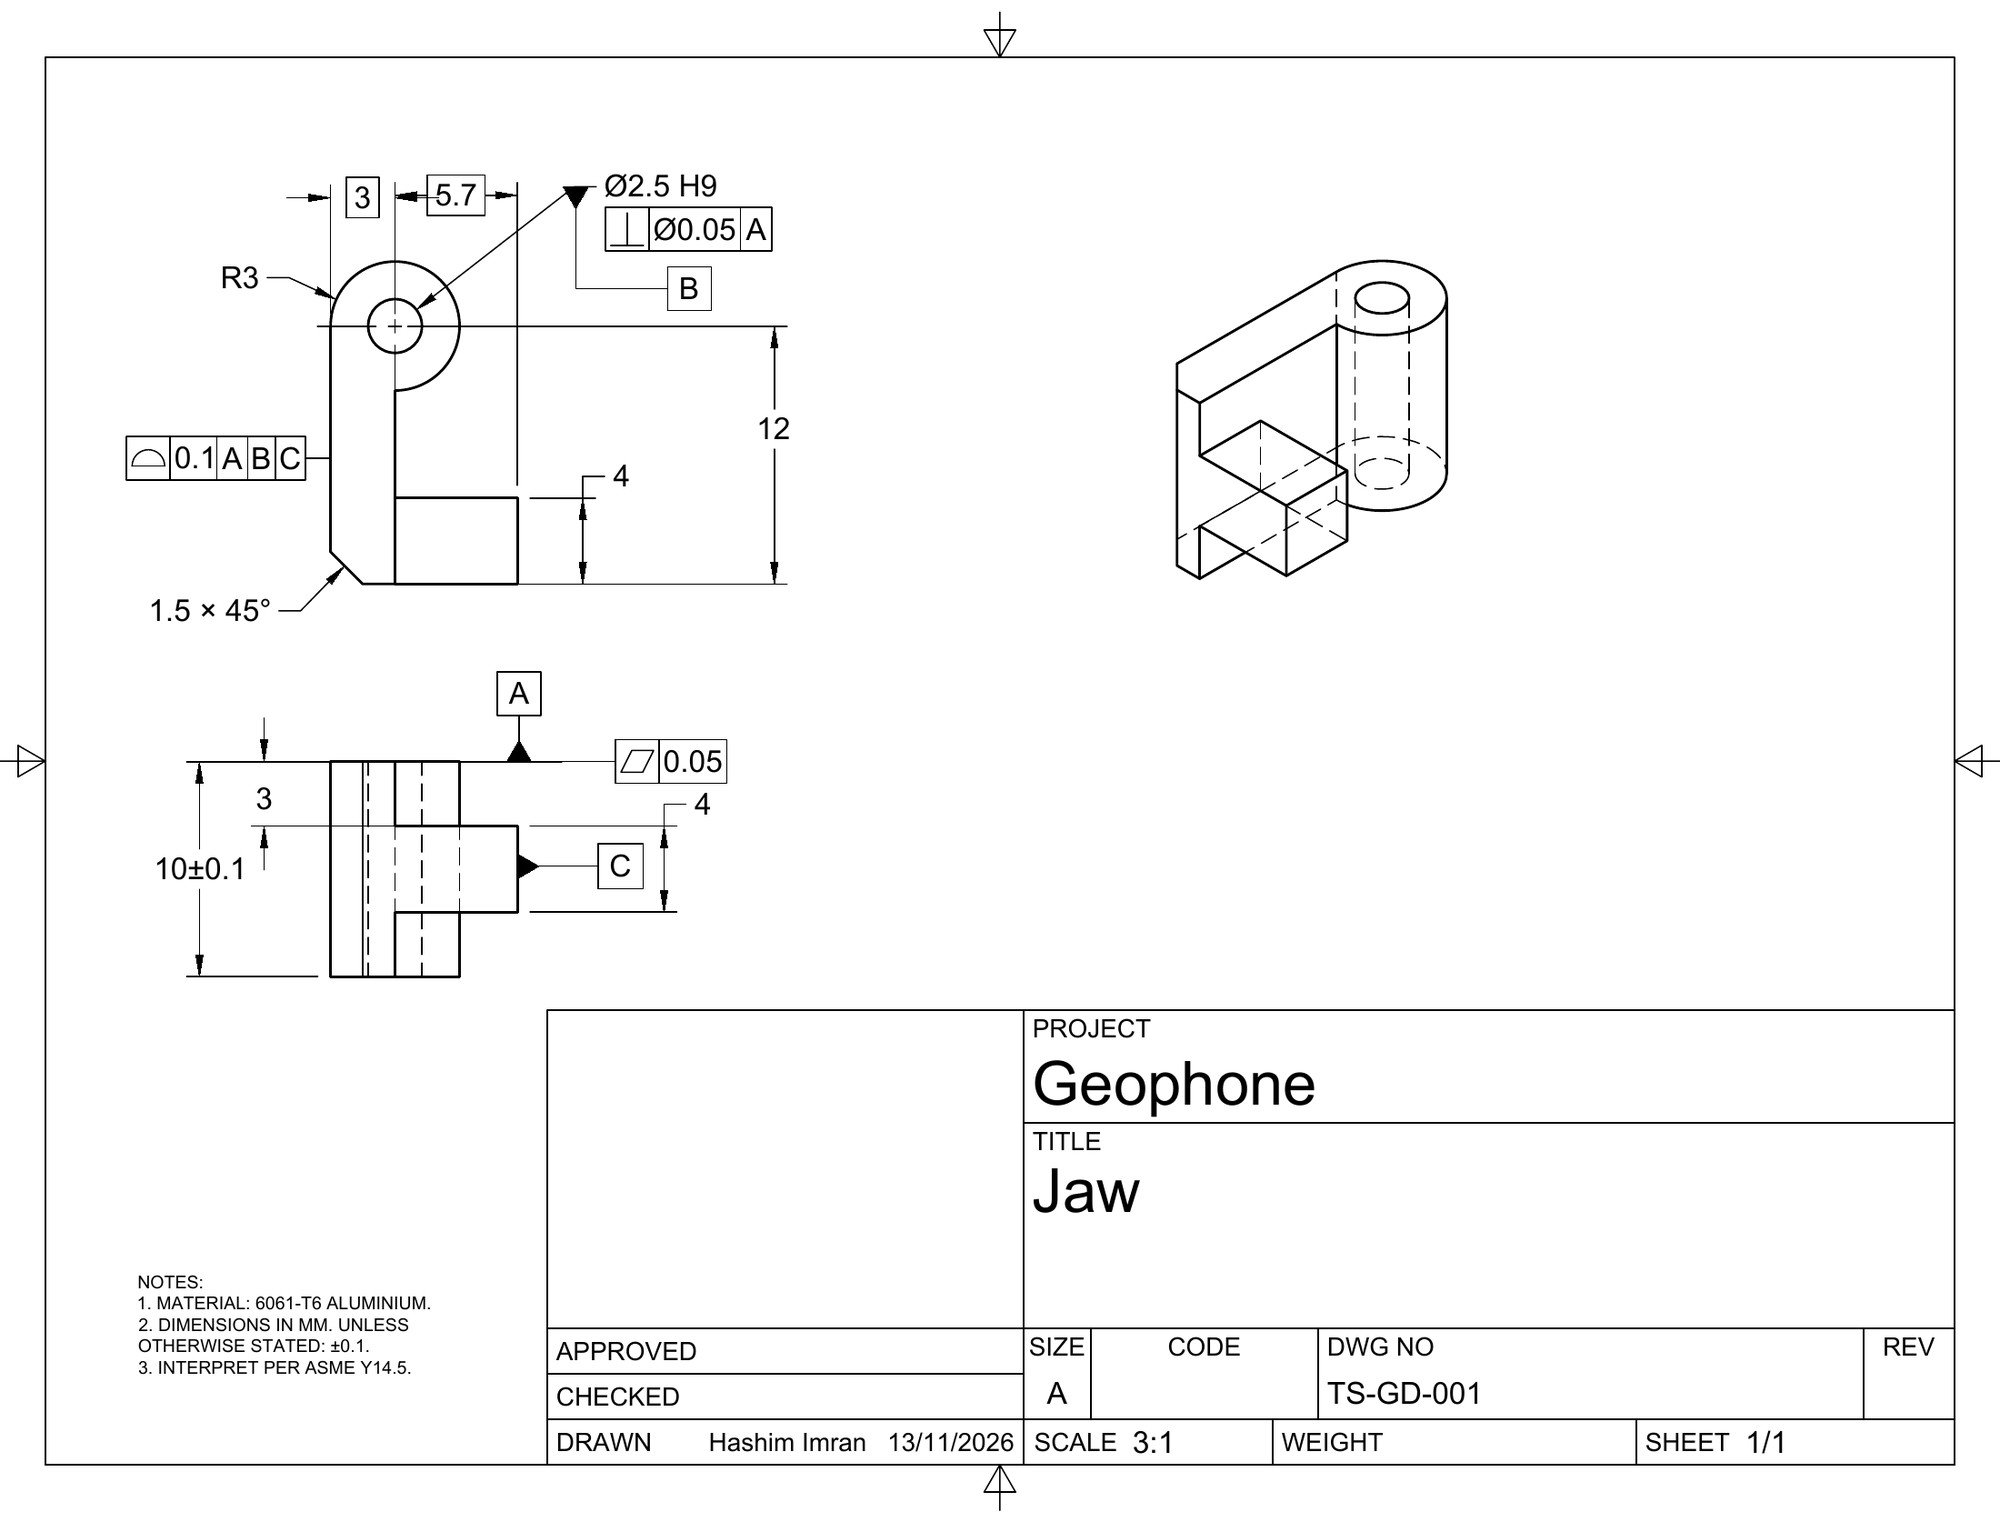 3
5.7
Ø2.5 H9
⟂ Ø0.05 A
B
R3
12
⌓ 0.1 A B C
4
1.5 × 45°
A
⏥ 0.05
3
4
10±0.1
C
PROJECT
Geophone
TITLE
Jaw
NOTES:
1. MATERIAL: 6061-T6 ALUMINIUM.
2. DIMENSIONS IN MM. UNLESS
OTHERWISE STATED: ±0.1.
3. INTERPRET PER ASME Y14.5.
APPROVED
CHECKED
DRAWN Hashim Imran 13/11/2026
SIZE CODE DWG NO REV
A TS-GD-001
SCALE 3:1 WEIGHT SHEET 1/1